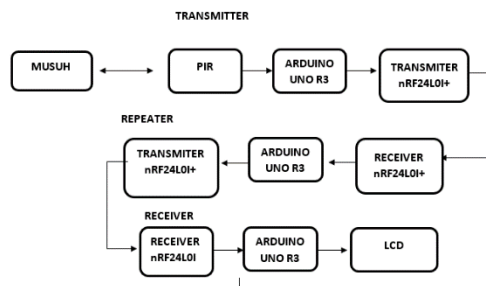 TRANSMITTER
MUSUH
PIR
ARDUINO
UNO R3
TRANSMITER
nRF24L0I+
REPEATER
TRANSMITER
nRF24L0I+
ARDUINO
UNO R3
RECEIVER
nRF24L0I+
RECEIVER
RECEIVER
nRF24L0I
ARDUINO
UNO R3
LCD